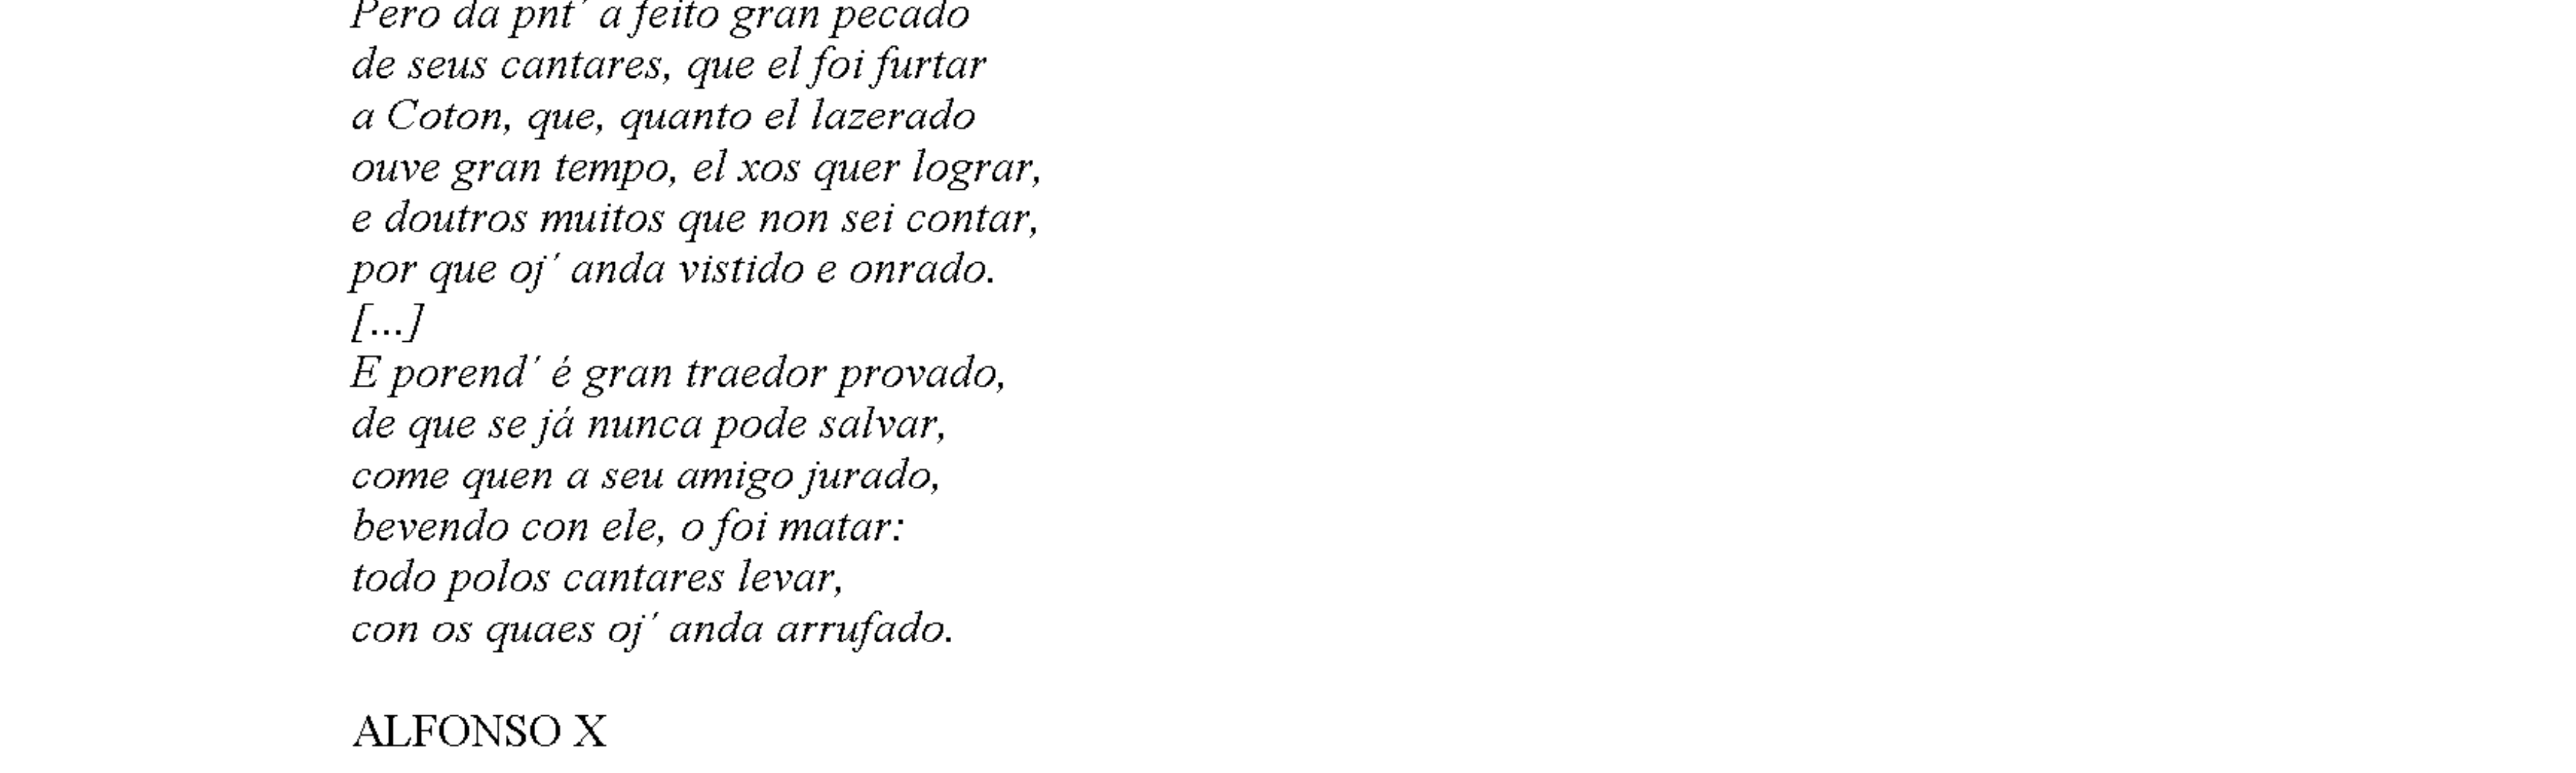 Pero da pnt´ a feito gran pecado
de seus cantares, que el foi furtar
a Coton, que, quanto el lazerado
ouve gran tempo, el xos quer lograr,
e doutros muitos que non sei contar,
por que oj´ anda vistido e onrado.
[...]
E porend´ é gran traedor provado,
de que se já nunca pode salvar,
come quen a seu amigo jurado,
bevendo con ele, o foi matar:
todo polos cantares levar,
con os quaes oj´ anda arrufado.
ALFONSO X